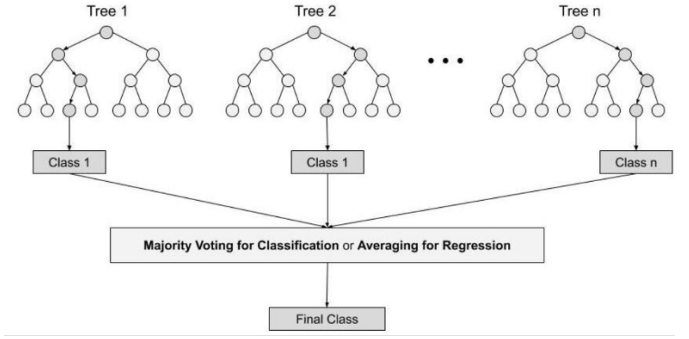 Tree 1
Tree 2
Tree n
Class 1
Class 1
Class n
Majority Voting for Classification or Averaging for Regression
Final Class